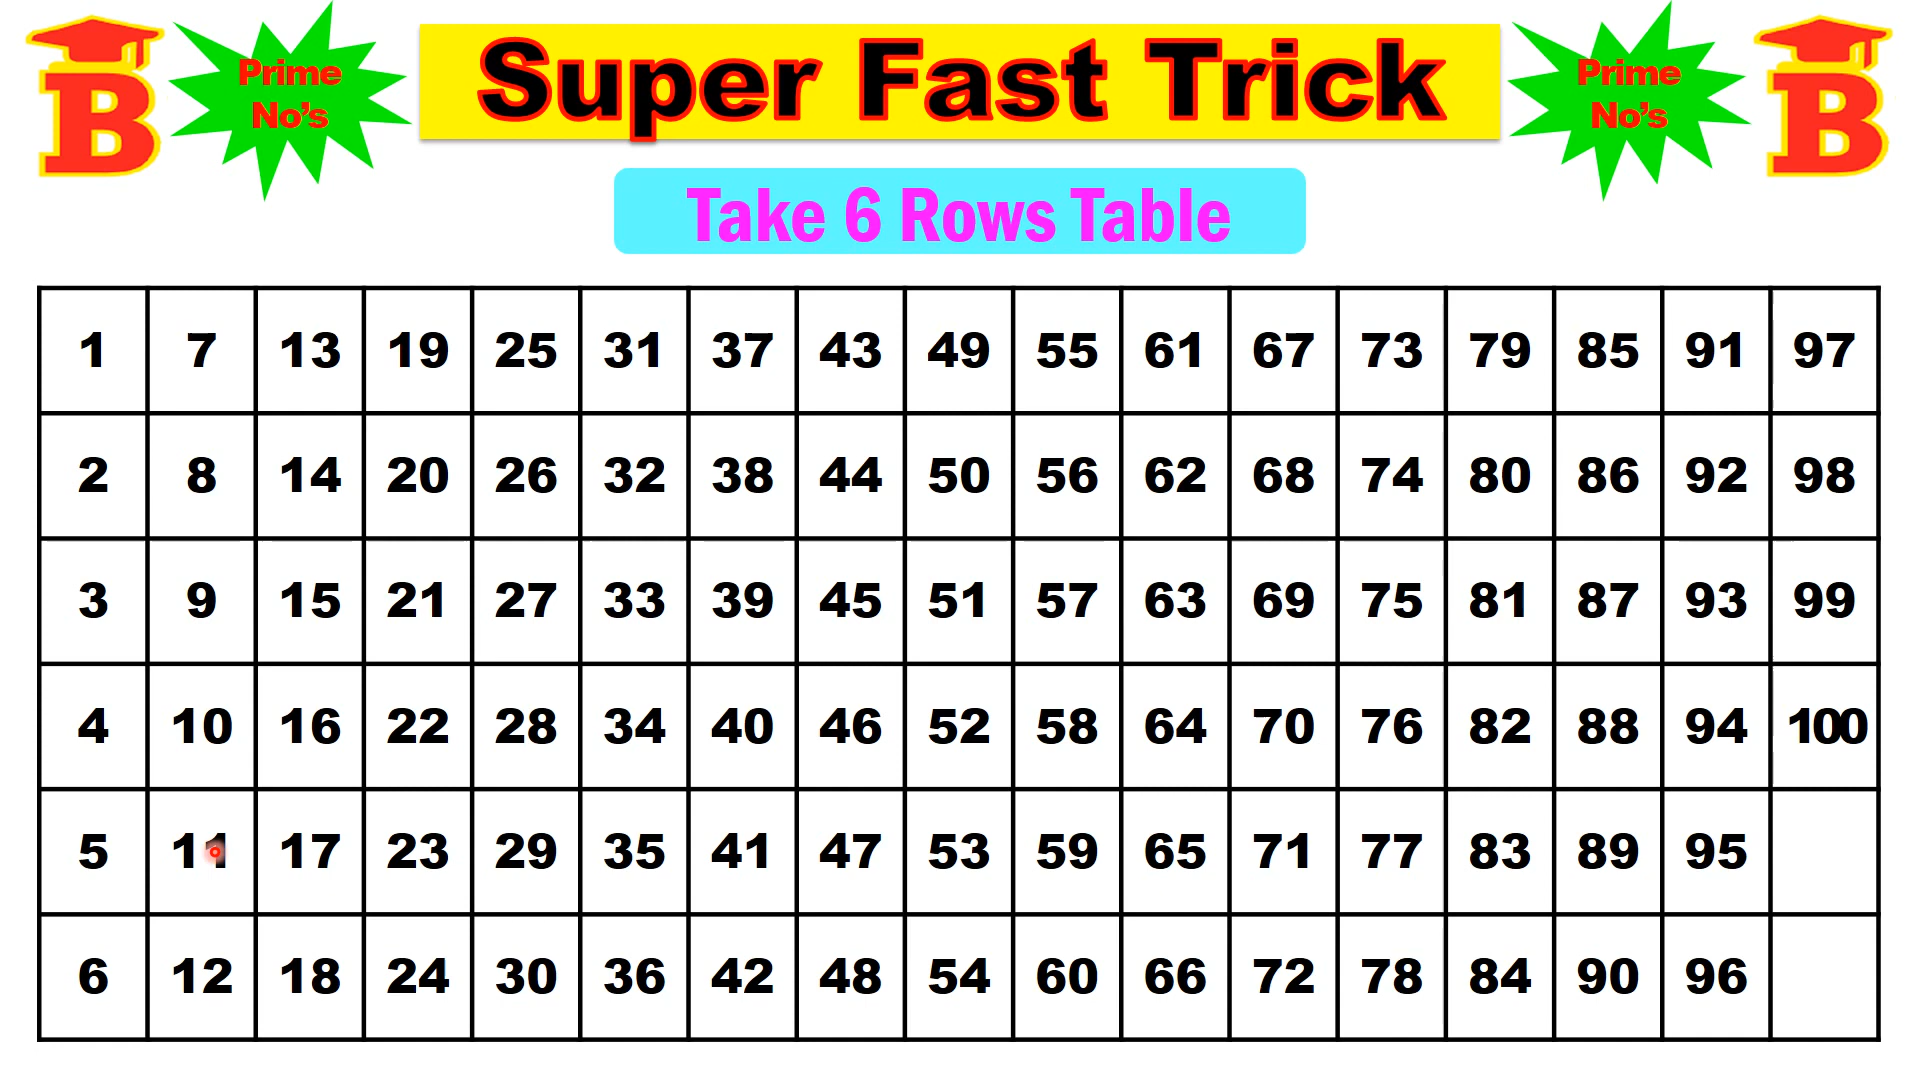 B
Prime
No's
Super Fast Trick
Prime
No's
B
Take 6 Rows Table
1 7 13 19 25 31 37 43 49 55 61 67 73 79 85 91 97
2 8 14 20 26 32 38 44 50 56 62 68 74 80 86 92 98
3 9 15 21 27 33 39 45 51 57 63 69 75 81 87 93 99
4 10 16 22 28 34 40 46 52 58 64 70 76 82 88 94 100
5 11 17 23 29 35 41 47 53 59 65 71 77 83 89 95
6 12 18 24 30 36 42 48 54 60 66 72 78 84 90 96